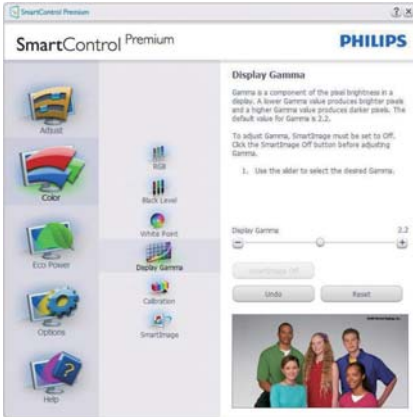 SmartControl Premium
SmartControl Premium
PHILIPS
Adjust
Color
Eco Power
Options
Help
RGB
Black Level
White Point
Display Gamma
Calibration
SmartImage
Display Gamma
Gamma is a component of the pixel brightness in a
display. A lower Gamma value produces brighter pixels
and a higher Gamma value produces darker pixels. The
default value for Gamma is 2.2.
To adjust Gamma, SmartImage must be set to Off.
Click the SmartImage Off button before adjusting
Gamma.
1. Use the slider to select the desired Gamma.
Display Gamma 2.2
SmartImage Off
Undo Reset